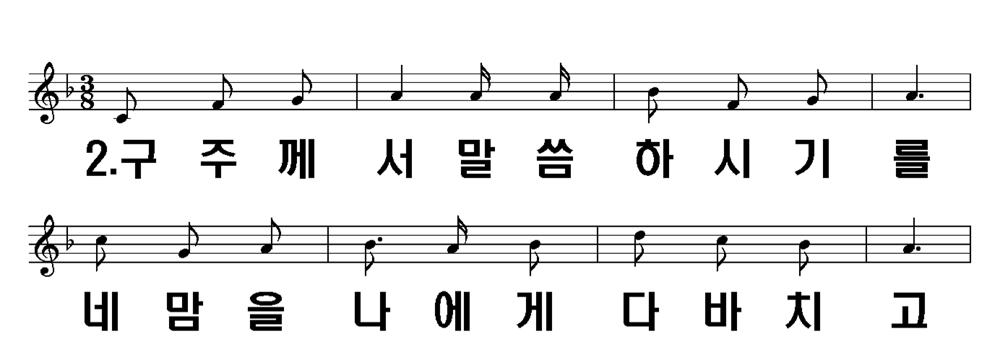 2.구 주 께 서 말 씀 하 시 기 를
네 맘 을 나 에 게 다 바 치 고